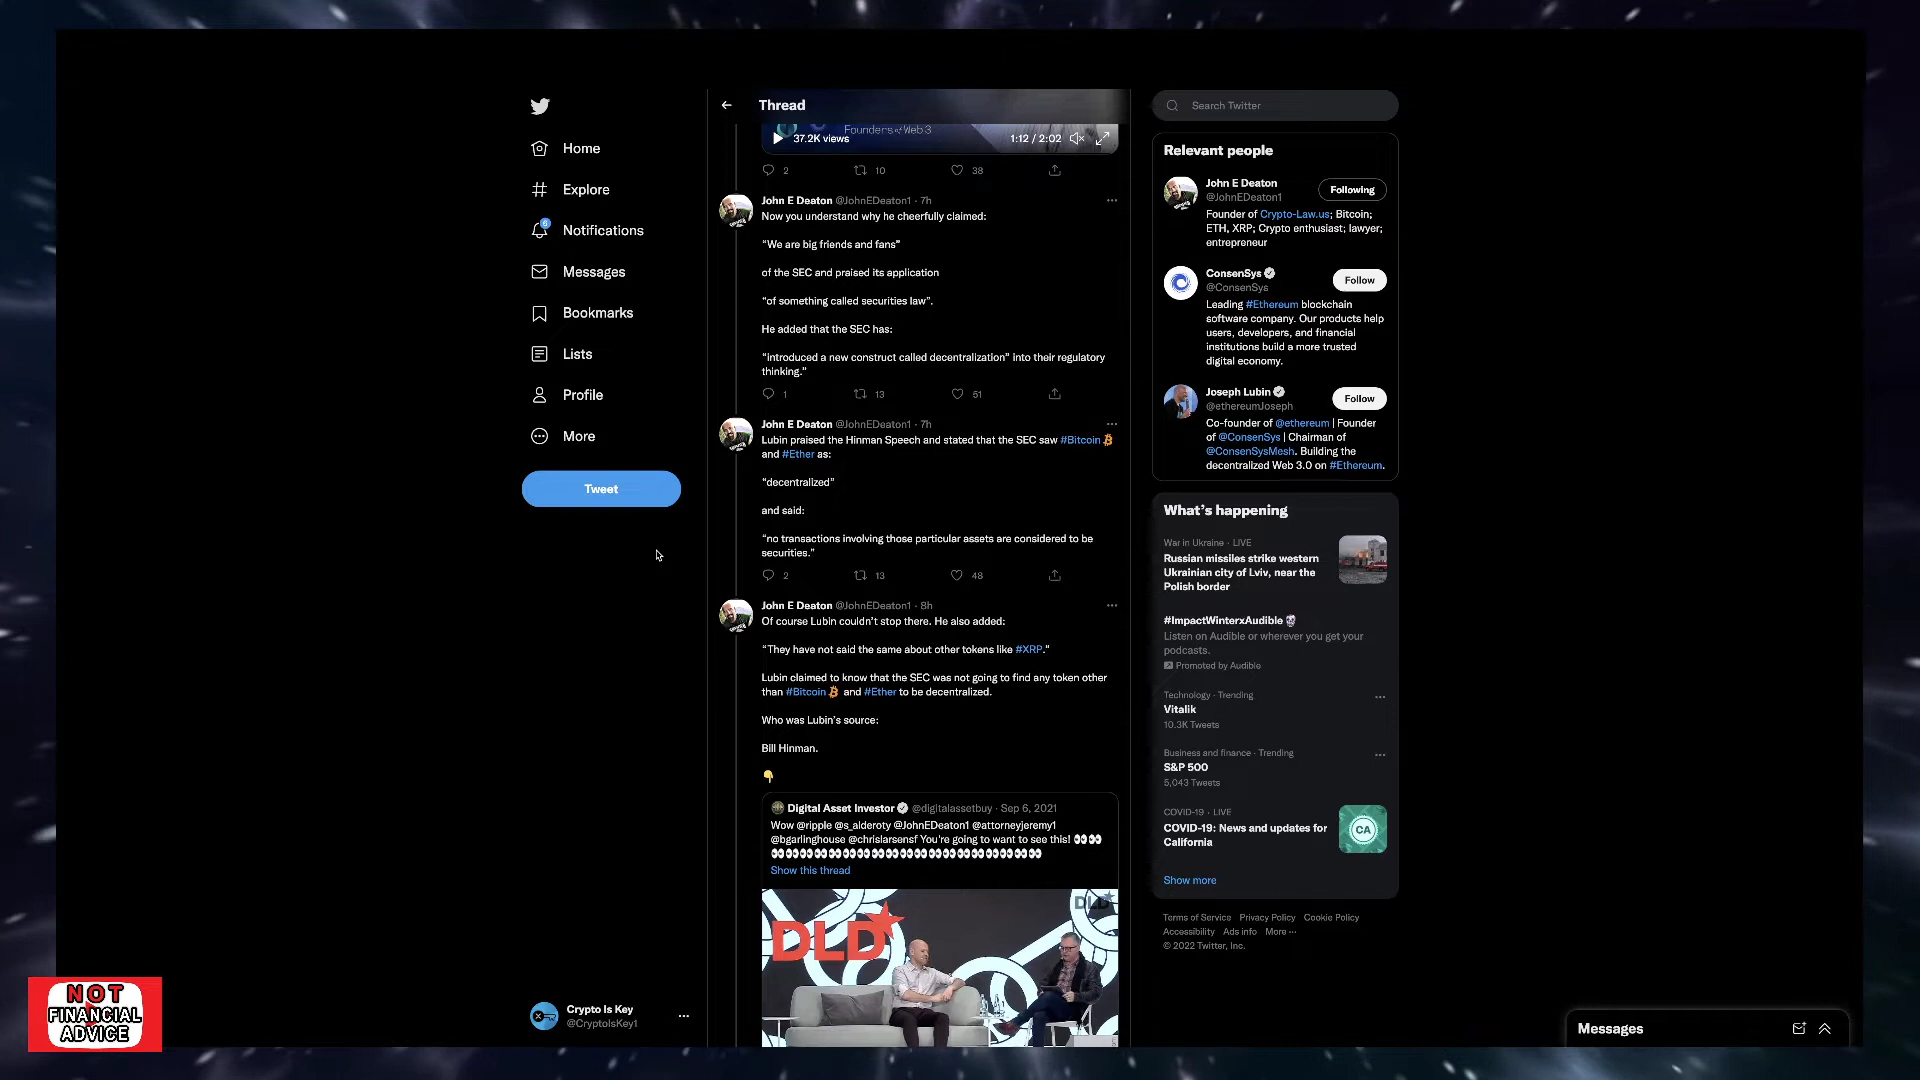 Home
Explore
6
Notifications
Messages
Bookmarks
Lists
Profile
More
Tweet
Crypto Is Key
@CryptoIsKey1
NOT
FINANCIAL
ADVICE
Thread
Founders of Web 3
37.2K views
1:12 / 2:02
2 10 38
John E Deaton @JohnEDeaton1 · 7h
Now you understand why he cheerfully claimed:
“We are big friends and fans”
of the SEC and praised its application
“of something called securities law”.
He added that the SEC has:
“Introduced a new construct called decentralization” into their regulatory
thinking.”
1 13 51
John E Deaton @JohnEDeaton1 · 7h
Lubin praised the Hinman Speech and stated that the SEC saw #Bitcoin
and #Ether as:
“decentralized”
and said:
“no transactions involving those particular assets are considered to be
securities.”
2 13 48
John E Deaton @JohnEDeaton1 · 8h
Of course Lubin couldn’t stop there. He also added:
“They have not said the same about other tokens like #XRP.”
Lubin claimed to know that the SEC was not going to find any token other
than #Bitcoin and #Ether to be decentralized.
Who was Lubin’s source:
Bill Hinman.
👇
Digital Asset Investor @digitalassetbuy · Sep 6, 2021
Wow @ripple @s_alderoty @JohnEDeaton1 @attorneyjeremy1
@bgarlinghouse @chrislarsensf You’re going to want to see this! 👀👀
👀👀👀👀👀👀👀👀👀👀👀👀👀👀👀👀👀👀👀
Show this thread
DLD
DLD
Search Twitter
Relevant people
John E Deaton
@JohnEDeaton1
Following
Founder of Crypto-Law.us; Bitcoin;
ETH, XRP; Crypto enthusiast; lawyer;
entrepreneur
ConsenSys
@ConsenSys
Follow
Leading #Ethereum blockchain
software company. Our products help
users, developers, and financial
institutions build a more trusted
digital economy.
Joseph Lubin
@ethereumJoseph
Follow
Co-founder of @ethereum | Founder
of @ConsenSys | Chairman of
@ConsenSysMesh. Building the
decentralized Web 3.0 on #Ethereum.
What’s happening
War in Ukraine · LIVE
Russian missiles strike western
Ukrainian city of Lviv, near the
Polish border
#ImpactWinterxAudible
Listen on Audible or wherever you get your
podcasts.
Promoted by Audible
Technology · Trending
Vitalik
10.3K Tweets
Business and finance · Trending
S&P 500
5,043 Tweets
COVID-19 · LIVE
COVID-19: News and updates for
California
CA
Show more
Terms of Service Privacy Policy Cookie Policy
Accessibility Ads info More ···
© 2022 Twitter, Inc.
Messages